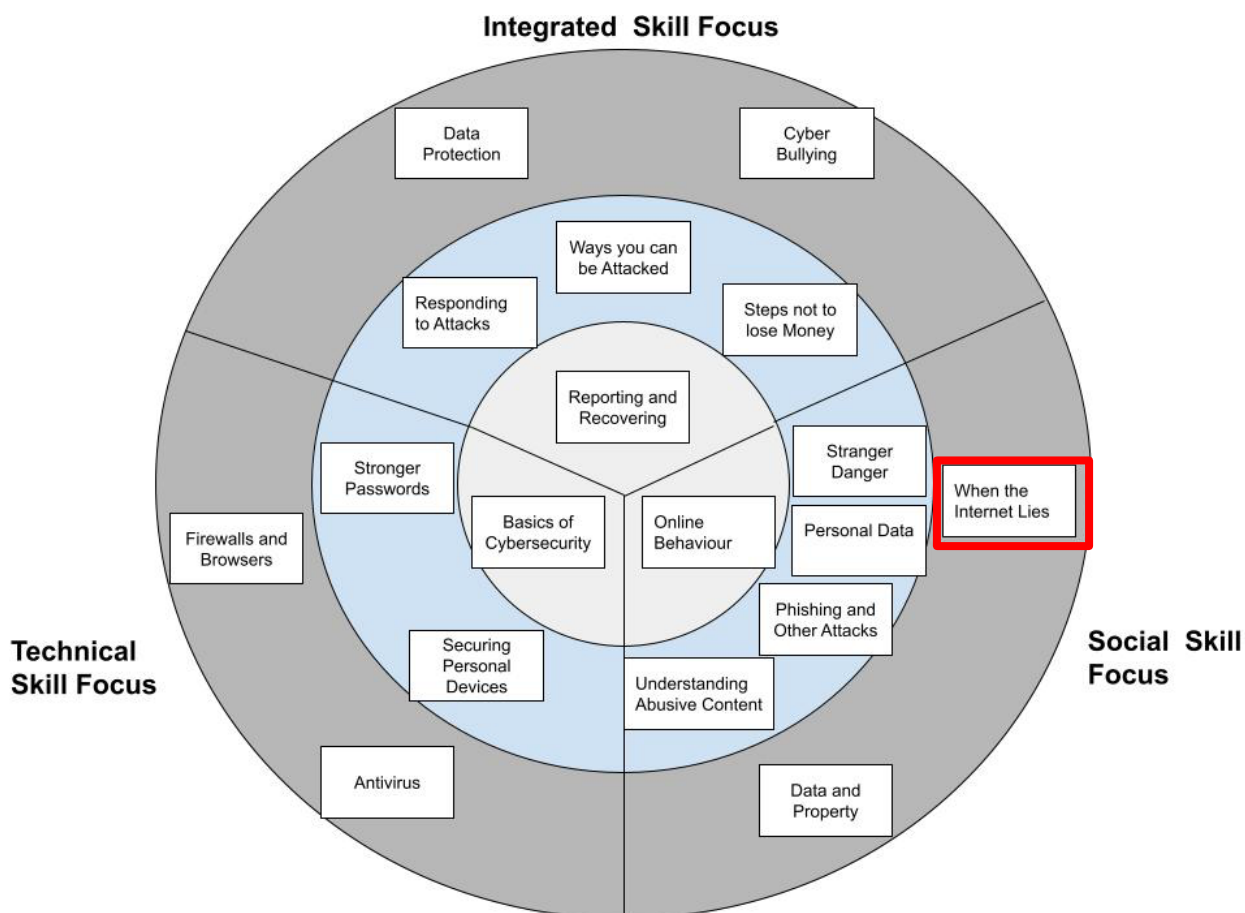 Integrated  Skill Focus
Data
Protection
Cyber
Bullying
Ways you can
be Attacked
Responding
to Attacks
Steps not to
lose Money
Reporting and
Recovering
Stronger
Passwords
Stranger
Danger
When the
Internet Lies
Firewalls and
Browsers
Basics of
Cybersecurity
Online
Behaviour
Personal Data
Phishing and
Other Attacks
Technical
Skill Focus
Securing
Personal
Devices
Understanding
Abusive Content
Social  Skill
Focus
Antivirus
Data and
Property